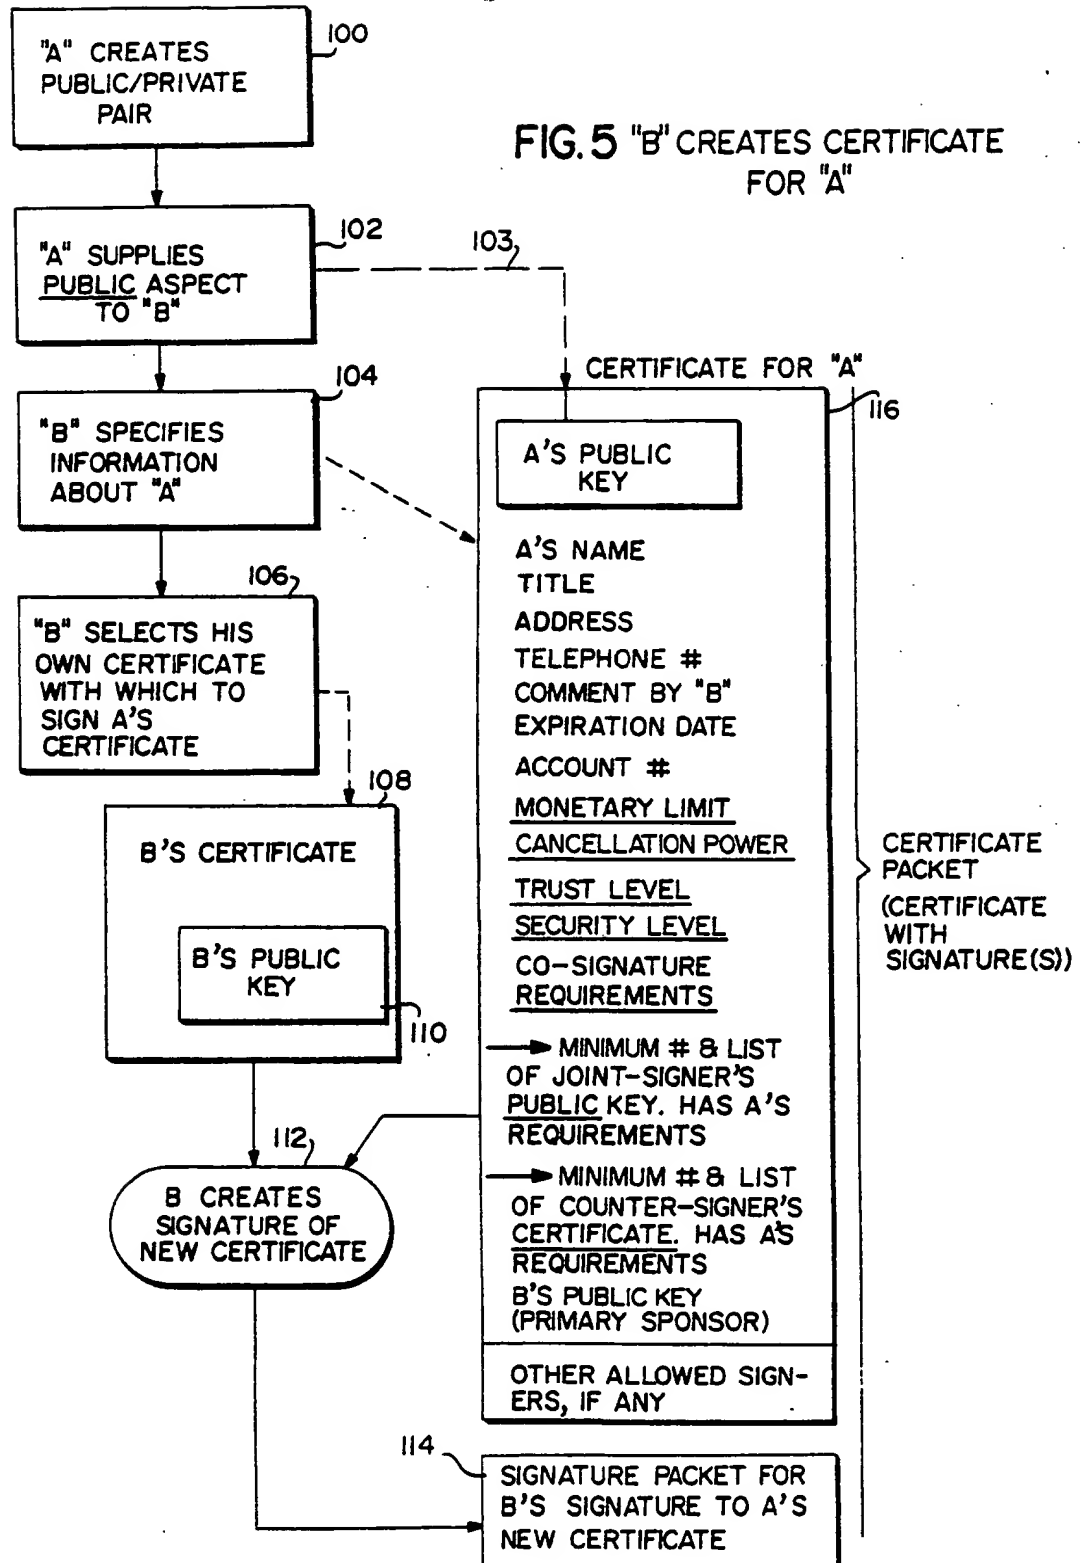 "A" CREATES
PUBLIC/PRIVATE
PAIR
100
FIG. 5 "B" CREATES CERTIFICATE
FOR "A"
"A" SUPPLIES
PUBLIC ASPECT
TO "B"
102
103
"B" SPECIFIES
INFORMATION
ABOUT "A"
104
"B" SELECTS HIS
OWN CERTIFICATE
WITH WHICH TO
SIGN A'S
CERTIFICATE
106
B'S CERTIFICATE
108
B'S PUBLIC
KEY
110
B CREATES
SIGNATURE OF
NEW CERTIFICATE
112
CERTIFICATE FOR "A"
116
A'S PUBLIC
KEY
A'S NAME
TITLE
ADDRESS
TELEPHONE #
COMMENT BY "B"
EXPIRATION DATE
ACCOUNT #
MONETARY LIMIT
CANCELLATION POWER
TRUST LEVEL
SECURITY LEVEL
CO-SIGNATURE
REQUIREMENTS
MINIMUM # & LIST
OF JOINT-SIGNER'S
PUBLIC KEY. HAS A'S
REQUIREMENTS
MINIMUM # & LIST
OF COUNTER-SIGNER'S
CERTIFICATE. HAS A'S
REQUIREMENTS
B'S PUBLIC KEY
(PRIMARY SPONSOR)
OTHER ALLOWED SIGN-
ERS, IF ANY
114
SIGNATURE PACKET FOR
B'S SIGNATURE TO A'S
NEW CERTIFICATE
CERTIFICATE
PACKET
(CERTIFICATE
WITH
SIGNATURE(S))